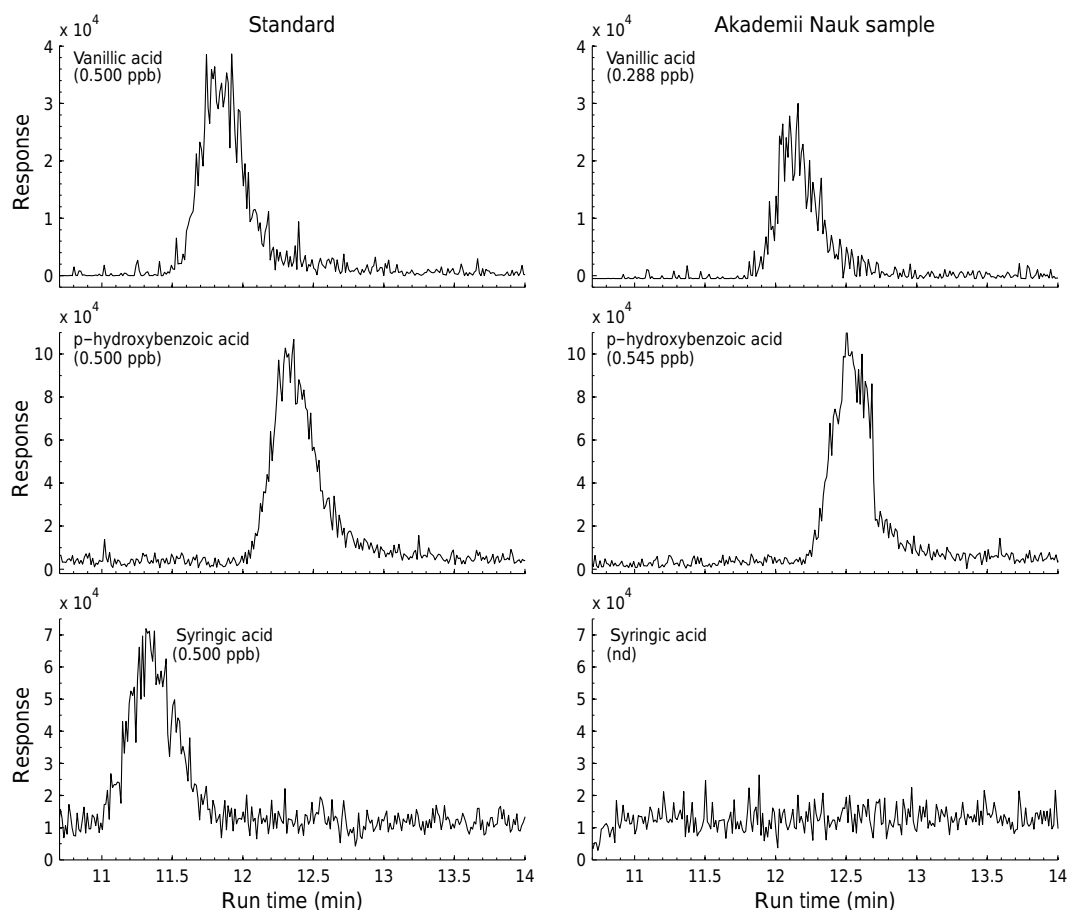 Standard
Akademii Nauk sample
x 10^4
Vanillic acid
(0.500 ppb)
Response
4
3
2
1
0
x 10^4
Vanillic acid
(0.288 ppb)
4
3
2
1
0
x 10^4
p–hydroxybenzoic acid
(0.500 ppb)
Response
10
8
6
4
2
0
x 10^4
p–hydroxybenzoic acid
(0.545 ppb)
10
8
6
4
2
0
x 10^4
Syringic acid
(0.500 ppb)
Response
7
6
5
4
3
2
1
0
11 11.5 12 12.5 13 13.5 14
Run time (min)
x 10^4
Syringic acid
(nd)
7
6
5
4
3
2
1
0
11 11.5 12 12.5 13 13.5 14
Run time (min)